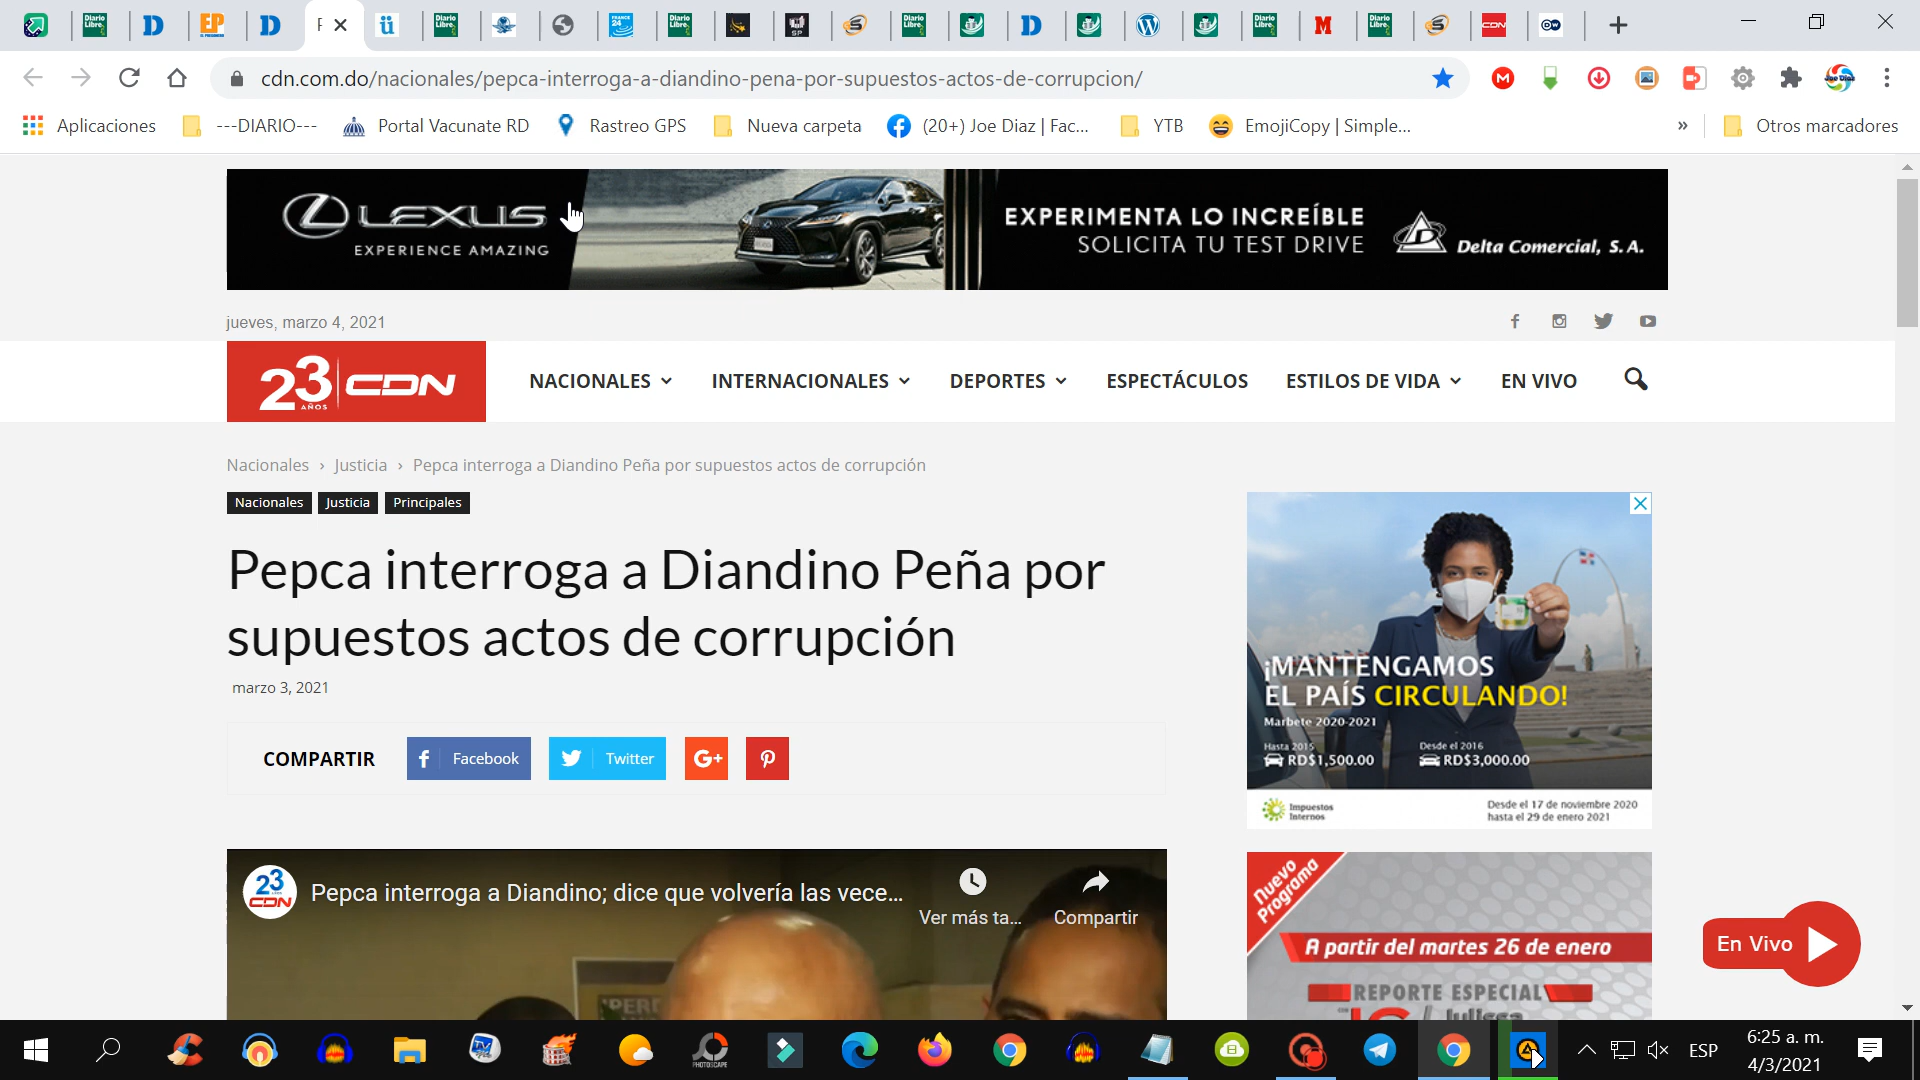 cdn.com.do/nacionales/pepca-interroga-a-diandino-pena-por-supuestos-actos-de-corrupcion/
Aplicaciones
---DIARIO---
Portal Vacunate RD
Rastreo GPS
Nueva carpeta
(20+) Joe Diaz | Fac...
YTB
EmojiCopy | Simple...
»
Otros marcadores
LEXUS
EXPERIENCE AMAZING
EXPERIMENTA LO INCREÍBLE
SOLICITA TU TEST DRIVE
Delta Comercial, S.A.
jueves, marzo 4, 2021
23 AÑOS CDN
NACIONALES
INTERNACIONALES
DEPORTES
ESPECTÁCULOS
ESTILOS DE VIDA
EN VIVO
Nacionales › Justicia › Pepca interroga a Diandino Peña por supuestos actos de corrupción
Nacionales
Justicia
Principales
Pepca interroga a Diandino Peña por
supuestos actos de corrupción
marzo 3, 2021
COMPARTIR
Facebook
Twitter
G+
¡MANTENGAMOS
EL PAÍS CIRCULANDO!
Marbete 2020-2021
Hasta 2015
RD$1,500.00
Desde el 2016
RD$3,000.00
Impuestos
Internos
Desde el 17 de noviembre 2020
hasta el 29 de enero 2021
23 CDN
Pepca interroga a Diandino; dice que volvería las vece...
Ver más ta...
Compartir
Nuevo
Programa
A partir del martes 26 de enero
REPORTE ESPECIAL
Julissa
En Vivo
ESP
6:25 a. m.
4/3/2021